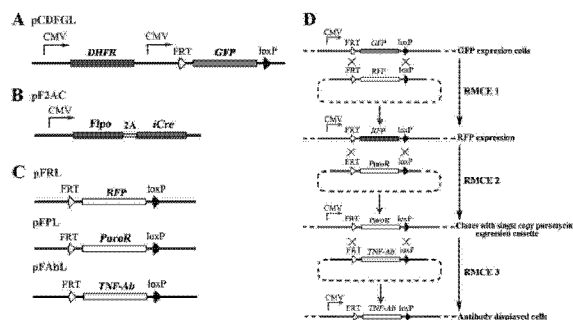 A pCDFGL
CMV CMV
DHFR FRT GFP loxP
B pF2AC
CMV
Flpo 2A iCre
C
pFRL
FRT RFP loxP
pFPL
FRT PuroR loxP
pFAbL
FRT TNF-Ab loxP
D
CMV FRT GFP loxP
GFP expression cells
FRT RFP loxP
RMCE 1
CMV FRT RFP loxP
RFP expression
FRT PuroR loxP
RMCE 2
CMV FRT PuroR loxP
Clones with single copy puromycin
expression cassette
FRT TNF-Ab loxP
RMCE 3
CMV FRT TNF-Ab loxP
Antibody displayed cells